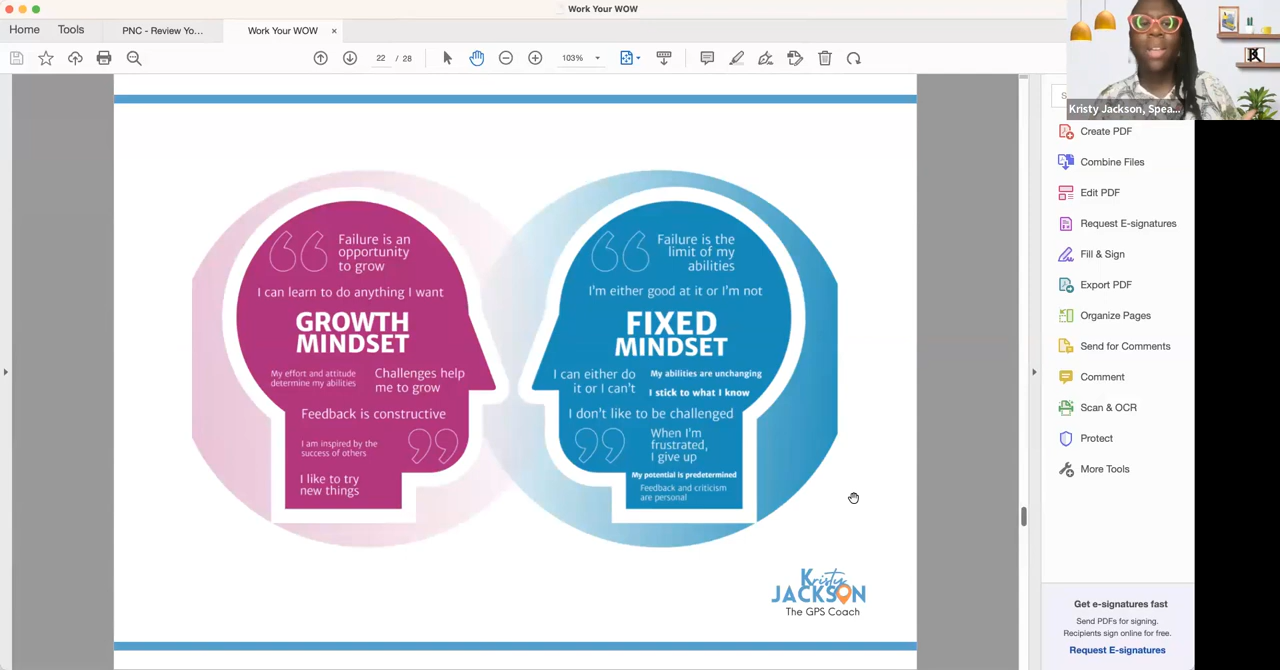 Work Your WOW
Home
Tools
PNC - Review Yo...
Work Your WOW
×
22 / 28
103%
Kristy Jackson, Spea...
Create PDF
Combine Files
Edit PDF
Request E-signatures
Fill & Sign
Export PDF
Organize Pages
Send for Comments
Comment
Scan & OCR
Protect
More Tools
Get e-signatures fast
Send PDFs for signing.
Recipients sign online for free.
Request E-signatures
Failure is an
opportunity
to grow
I can learn to do anything I want
GROWTH
MINDSET
My effort and attitude
determine my abilities
Challenges help
me to grow
Feedback is constructive
I am inspired by the
success of others
I like to try
new things
Failure is the
limit of my
abilities
I'm either good at it or I'm not
FIXED
MINDSET
I can either do
it or I can't
My abilities are unchanging
I stick to what I know
I don't like to be challenged
When I'm
frustrated,
I give up
My potential is predetermined
Feedback and criticism
are personal
Kristy
JACKSON
The GPS Coach